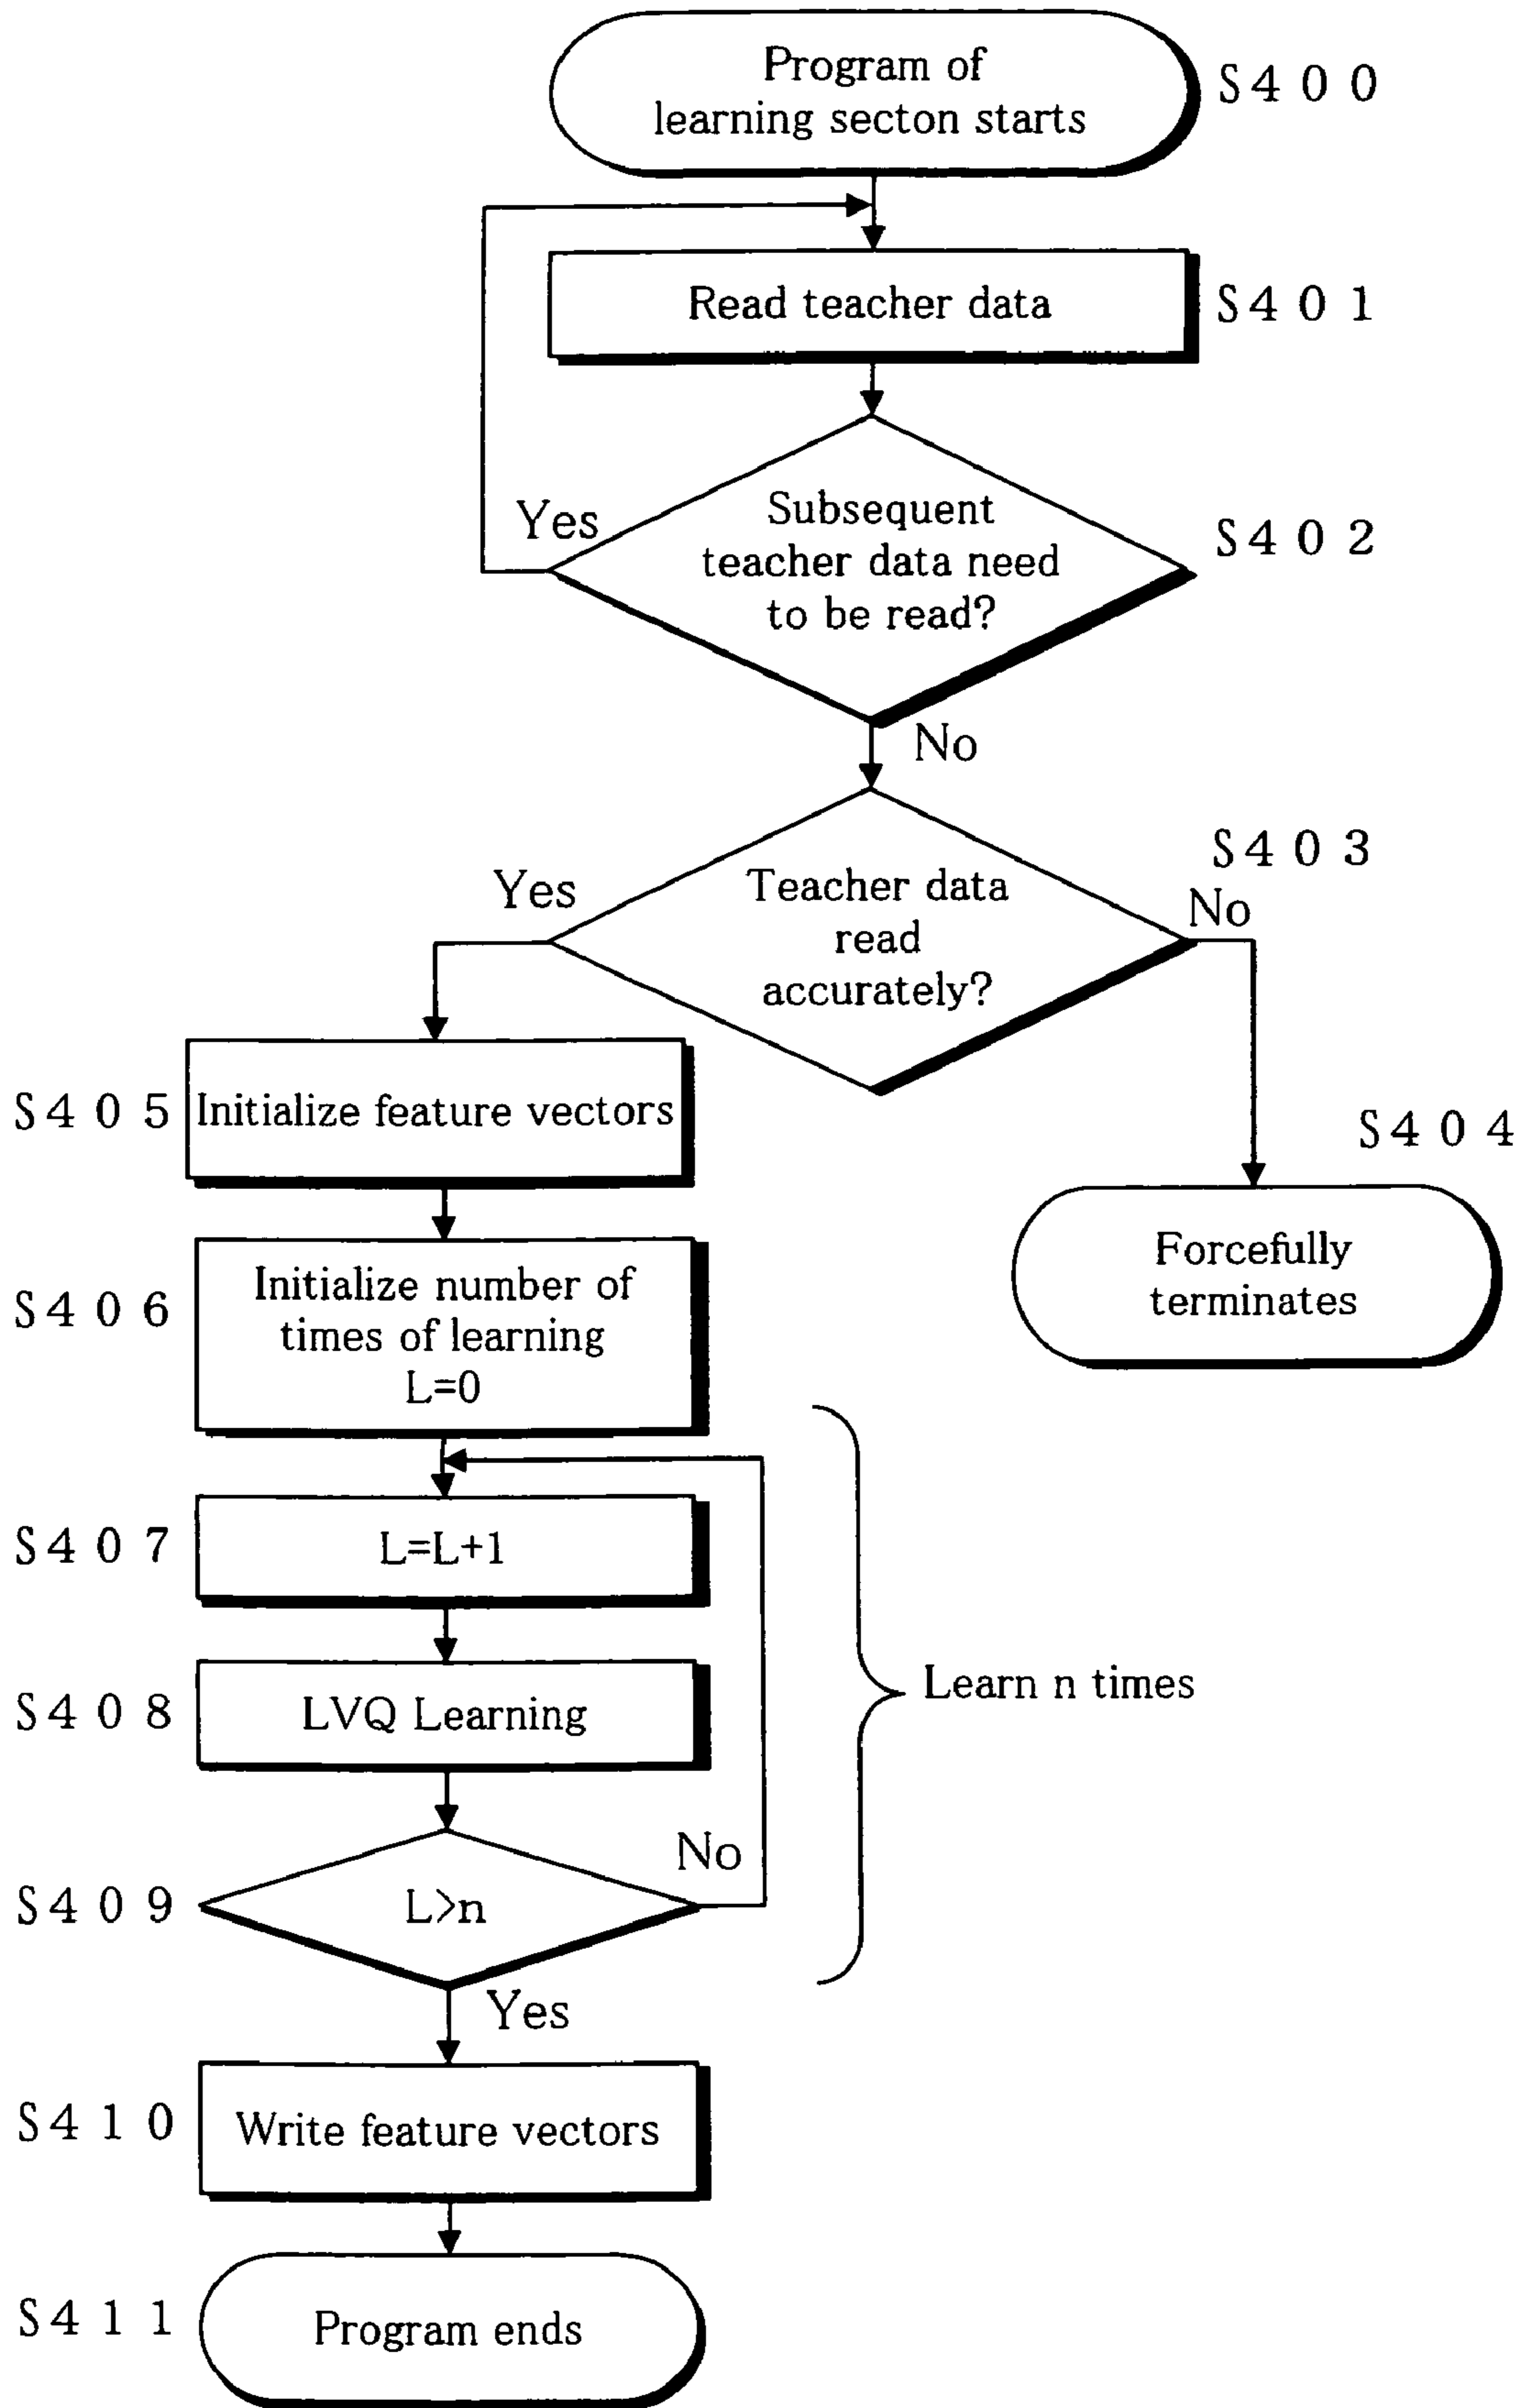 Program of
learning secton starts
S400
Read teacher data
S401
Subsequent
teacher data need
to be read?
S402
Yes
No
Teacher data
read
accurately?
S403
Yes
No
S404
Forcefully
terminates
S405
Initialize feature vectors
S406
Initialize number of
times of learning
L=0
S407
L=L+1
S408
LVQ Learning
Learn n times
S409
L>n
No
Yes
S410
Write feature vectors
S411
Program ends